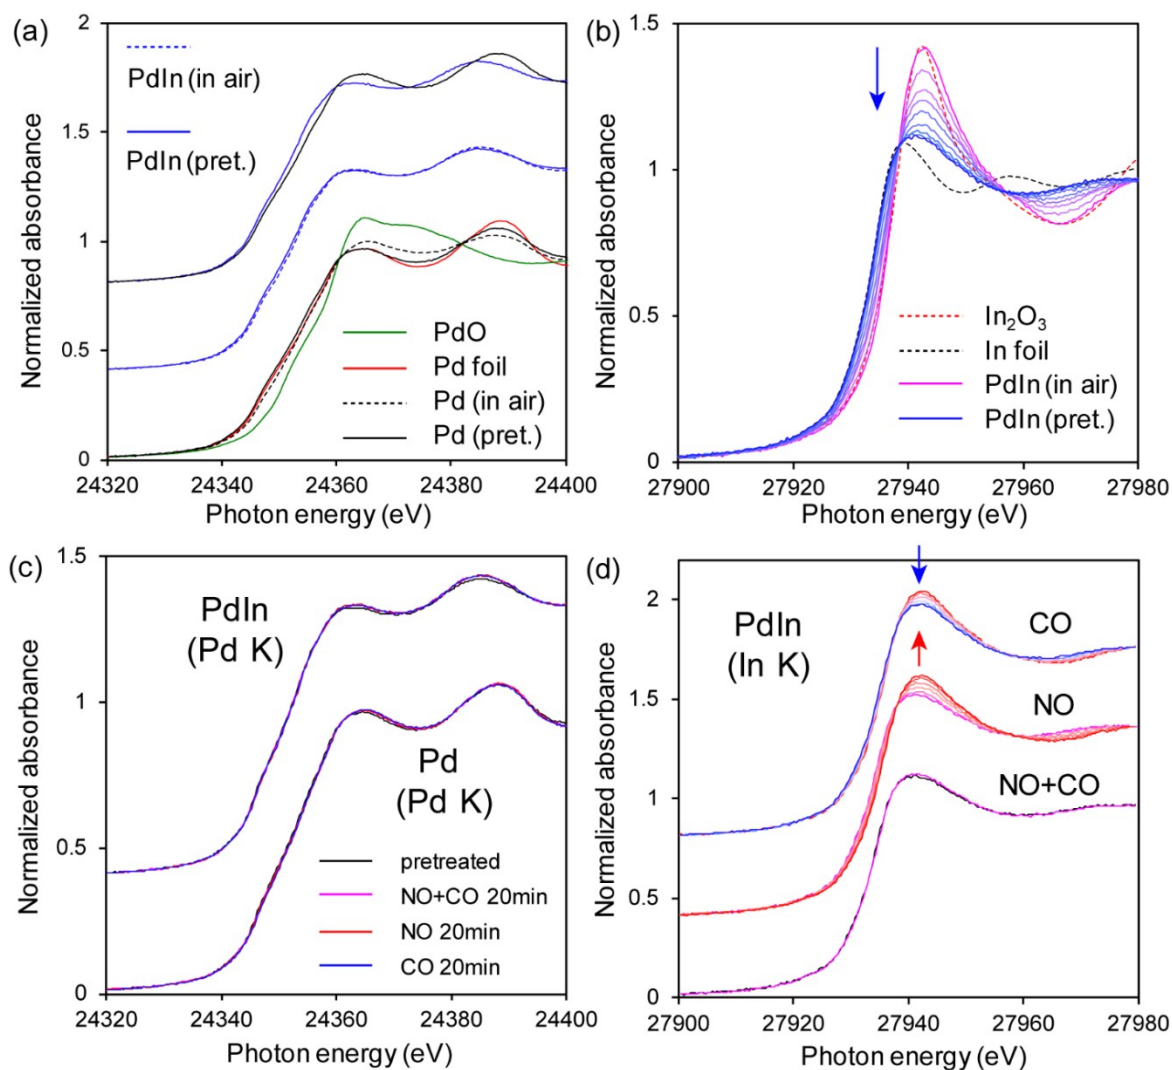 (a)
2
1.5
1
0.5
0
PdIn (in air)
PdIn (pret.)
PdO
Pd foil
Pd (in air)
Pd (pret.)
24320 24340 24360 24380 24400
Photon energy (eV)
Normalized absorbance
(b)
1.5
1
0.5
0
In₂O₃
In foil
PdIn (in air)
PdIn (pret.)
27900 27920 27940 27960 27980
Photon energy (eV)
Normalized absorbance
(c)
1.5
1
0.5
0
PdIn
(Pd K)
Pd
(Pd K)
pretreated
NO+CO 20min
NO 20min
CO 20min
24320 24340 24360 24380 24400
Photon energy (eV)
Normalized absorbance
(d)
2
1.5
1
0.5
0
PdIn
(In K)
CO
NO
NO+CO
27900 27920 27940 27960 27980
Photon energy (eV)
Normalized absorbance